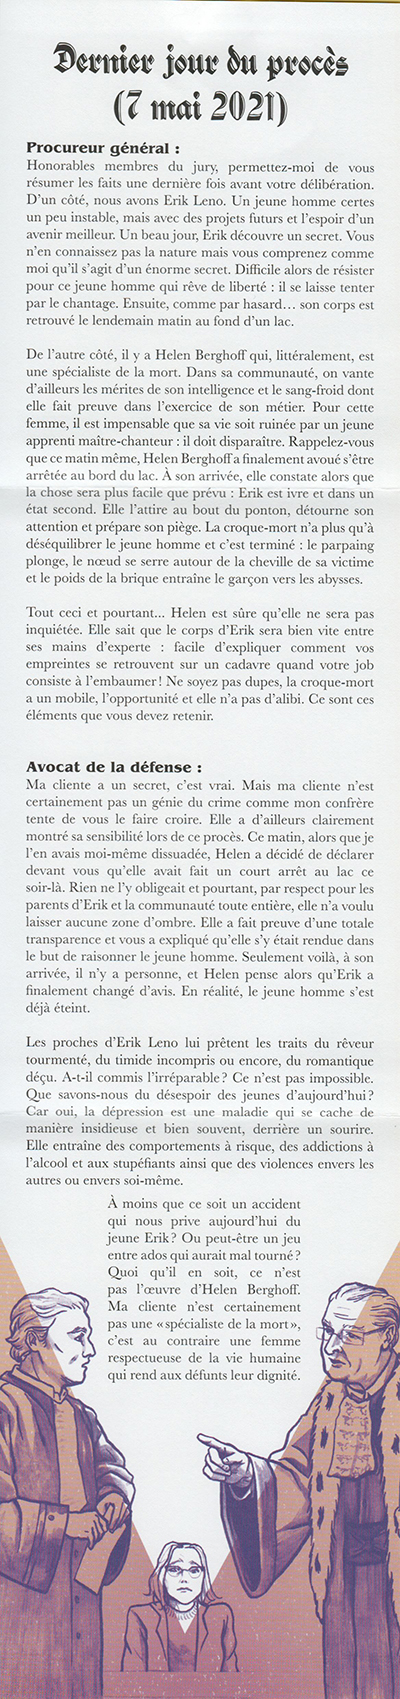 Dernier jour du procès
(7 mai 2021)
Procureur général :
Honorables membres du jury, permettez-moi de vous
résumer les faits une dernière fois avant votre délibération.
D'un côté, nous avons Erik Leno. Un jeune homme certes
un peu instable, mais avec des projets futurs et l'espoir d'un
avenir meilleur. Un beau jour, Erik découvre un secret. Vous
n'en connaissez pas la nature mais vous comprenez comme
moi qu'il s'agit d'un énorme secret. Difficile alors de résister
pour ce jeune homme qui rêve de liberté : il se laisse tenter
par le chantage. Ensuite, comme par hasard… son corps est
retrouvé le lendemain matin au fond d'un lac.
De l'autre côté, il y a Helen Berghoff qui, littéralement, est
une spécialiste de la mort. Dans sa communauté, on vante
d'ailleurs les mérites de son intelligence et le sang-froid dont
elle fait preuve dans l'exercice de son métier. Pour cette
femme, il est impensable que sa vie soit ruinée par un jeune
apprenti maître-chanteur : il doit disparaître. Rappelez-vous
que ce matin même, Helen Berghoff a finalement avoué s'être
arrêtée au bord du lac. À son arrivée, elle constate alors que
la chose sera plus facile que prévu : Erik est ivre et dans un
état second. Elle l'attire au bout du ponton, détourne son
attention et prépare son piège. La croque-mort n'a plus qu'à
déséquilibrer le jeune homme et c'est terminé : le parpaing
plonge, le nœud se serre autour de la cheville de sa victime
et le poids de la brique entraîne le garçon vers les abysses.
Tout ceci et pourtant... Helen est sûre qu'elle ne sera pas
inquiétée. Elle sait que le corps d'Erik sera bien vite entre
ses mains d'experte : facile d'expliquer comment vos
empreintes se retrouvent sur un cadavre quand votre job
consiste à l'embaumer ! Ne soyez pas dupes, la croque-mort
a un mobile, l'opportunité et elle n'a pas d'alibi. Ce sont ces
éléments que vous devez retenir.
Avocat de la défense :
Ma cliente a un secret, c'est vrai. Mais ma cliente n'est
certainement pas un génie du crime comme mon confrère
tente de vous le faire croire. Elle a d'ailleurs clairement
montré sa sensibilité lors de ce procès. Ce matin, alors que je
l'en avais moi-même dissuadée, Helen a décidé de déclarer
devant vous qu'elle avait fait un court arrêt au lac ce
soir-là. Rien ne l'y obligeait et pourtant, par respect pour les
parents d'Erik et la communauté toute entière, elle n'a voulu
laisser aucune zone d'ombre. Elle a fait preuve d'une totale
transparence et vous a expliqué qu'elle s'y était rendue dans
le but de raisonner le jeune homme. Seulement voilà, à son
arrivée, il n'y a personne, et Helen pense alors qu'Erik a
finalement changé d'avis. En réalité, le jeune homme s'est
déjà éteint.
Les proches d'Erik Leno lui prêtent les traits du rêveur
tourmenté, du timide incompris ou encore, du romantique
déçu. A-t-il commis l'irréparable ? Ce n'est pas impossible.
Que savons-nous du désespoir des jeunes d'aujourd'hui ?
Car oui, la dépression est une maladie qui se cache de
manière insidieuse et bien souvent, derrière un sourire.
Elle entraîne des comportements à risque, des addictions à
l'alcool et aux stupéfiants ainsi que des violences envers les
autres ou envers soi-même.
À moins que ce soit un accident
qui nous prive aujourd'hui du
jeune Erik ? Ou peut-être un jeu
entre ados qui aurait mal tourné ?
Quoi qu'il en soit, ce n'est
pas l'œuvre d'Helen Berghoff.
Ma cliente n'est certainement
pas une « spécialiste de la mort »,
c'est au contraire une femme
respectueuse de la vie humaine
qui rend aux défunts leur dignité.